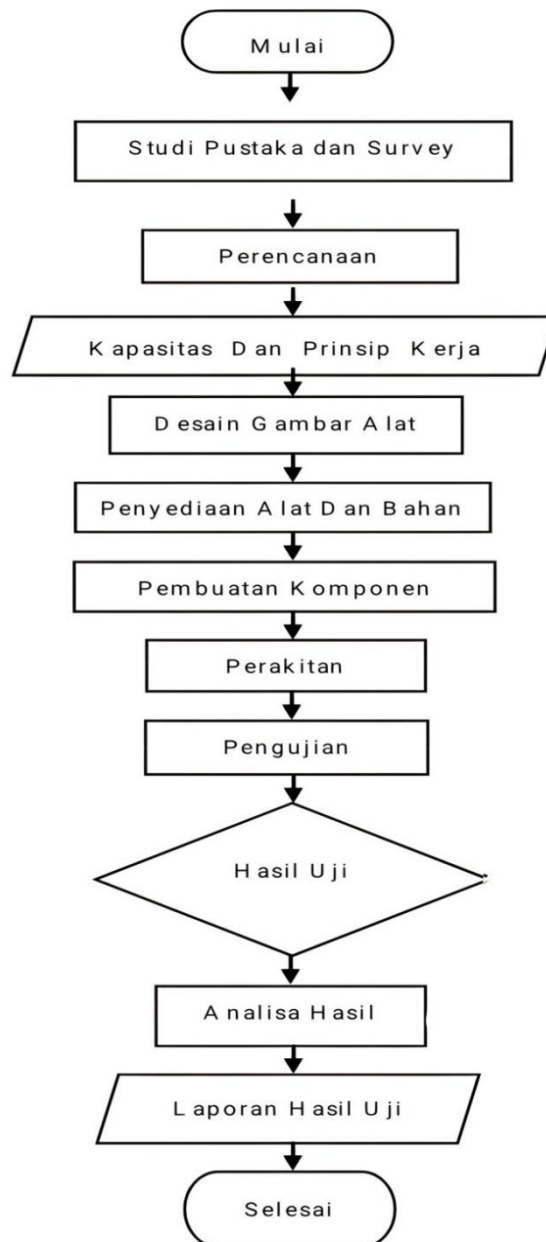 Mulai
Studi Pustaka dan Survey
Perencanaan
Kapasitas Dan Prinsip Kerja
Desain Gambar Alat
Penyediaan Alat Dan Bahan
Pembuatan Komponen
Perakitan
Pengujian
Hasil Uji
Analisa Hasil
Laporan Hasil Uji
Selesai